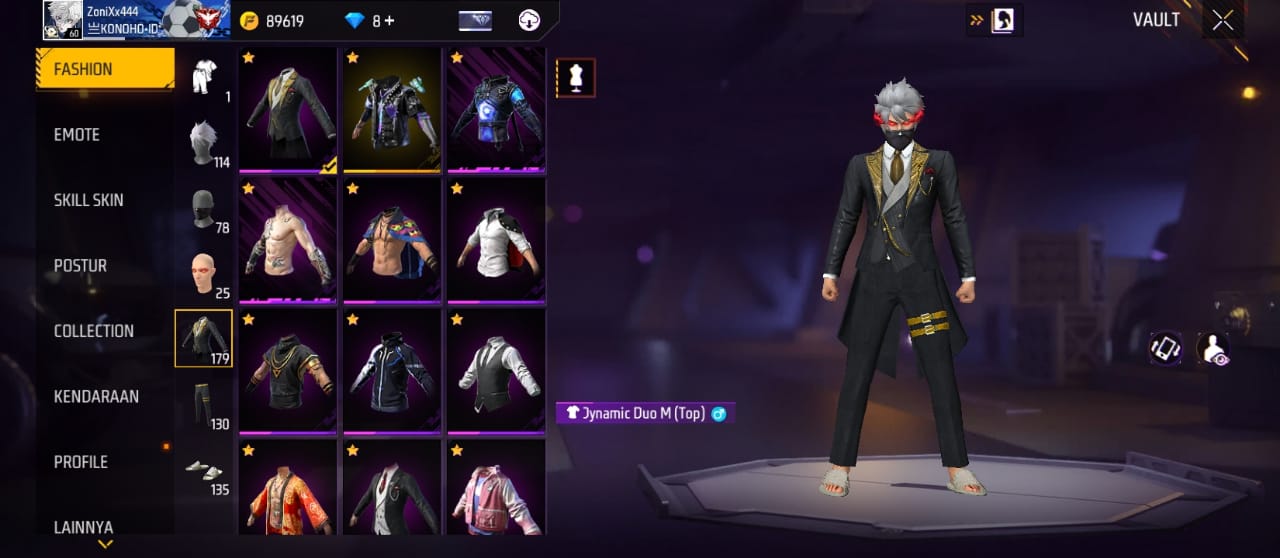 ZoniXx444
KONOHO•ID
60
89619
8+
VAULT
FASHION
EMOTE
SKILL SKIN
POSTUR
COLLECTION
KENDARAAN
PROFILE
LAINNYA
1
114
78
25
179
130
135
Jynamic Duo M (Top)